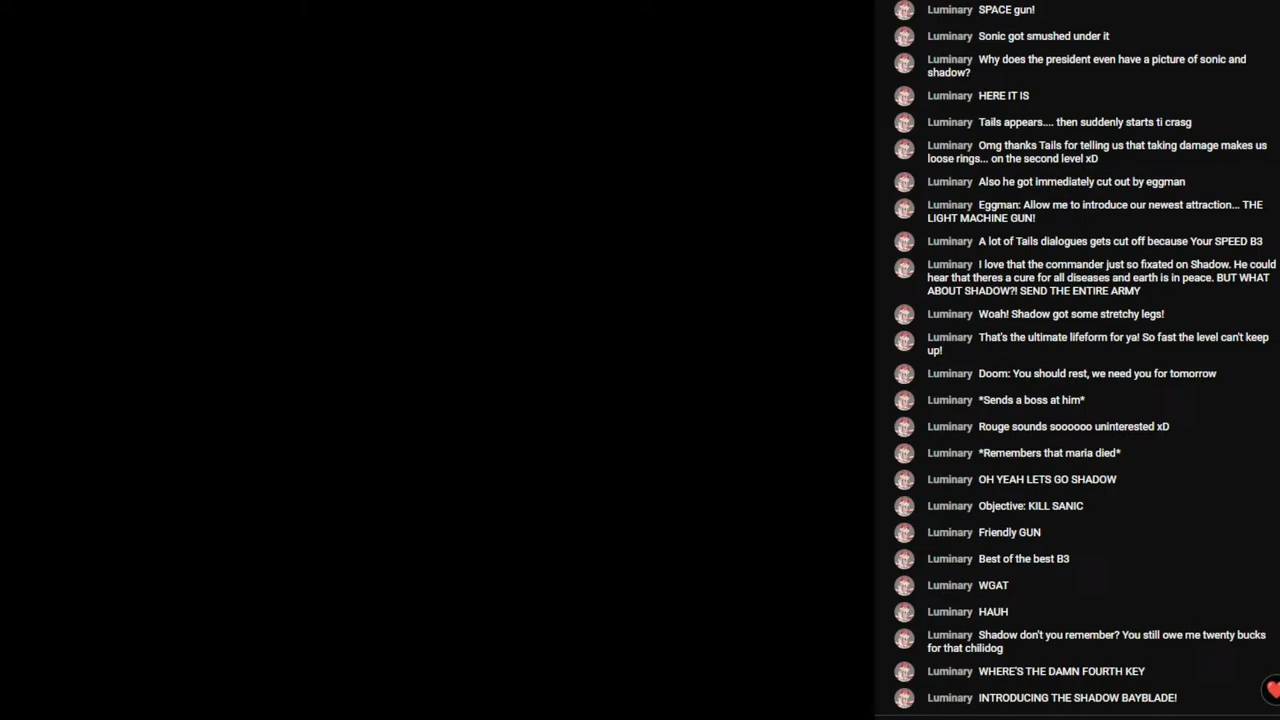 Luminary SPACE gun!
Luminary Sonic got smushed under it
Luminary Why does the president even have a picture of sonic and
shadow?
Luminary HERE IT IS
Luminary Tails appears.... then suddenly starts ti crasg
Luminary Omg thanks Tails for telling us that taking damage makes us
loose rings... on the second level xD
Luminary Also he got immediately cut out by eggman
Luminary Eggman: Allow me to introduce our newest attraction... THE
LIGHT MACHINE GUN!
Luminary A lot of Tails dialogues gets cut off because Your SPEED B3
Luminary I love that the commander just so fixated on Shadow. He could
hear that theres a cure for all diseases and earth is in peace. BUT WHAT
ABOUT SHADOW?! SEND THE ENTIRE ARMY
Luminary Woah! Shadow got some stretchy legs!
Luminary That's the ultimate lifeform for ya! So fast the level can't keep
up!
Luminary Doom: You should rest, we need you for tomorrow
Luminary *Sends a boss at him*
Luminary Rouge sounds soooooo uninterested xD
Luminary *Remembers that maria died*
Luminary OH YEAH LETS GO SHADOW
Luminary Objective: KILL SANIC
Luminary Friendly GUN
Luminary Best of the best B3
Luminary WGAT
Luminary HAUH
Luminary Shadow don't you remember? You still owe me twenty bucks
for that chilidog
Luminary WHERE'S THE DAMN FOURTH KEY
Luminary INTRODUCING THE SHADOW BAYBLADE!